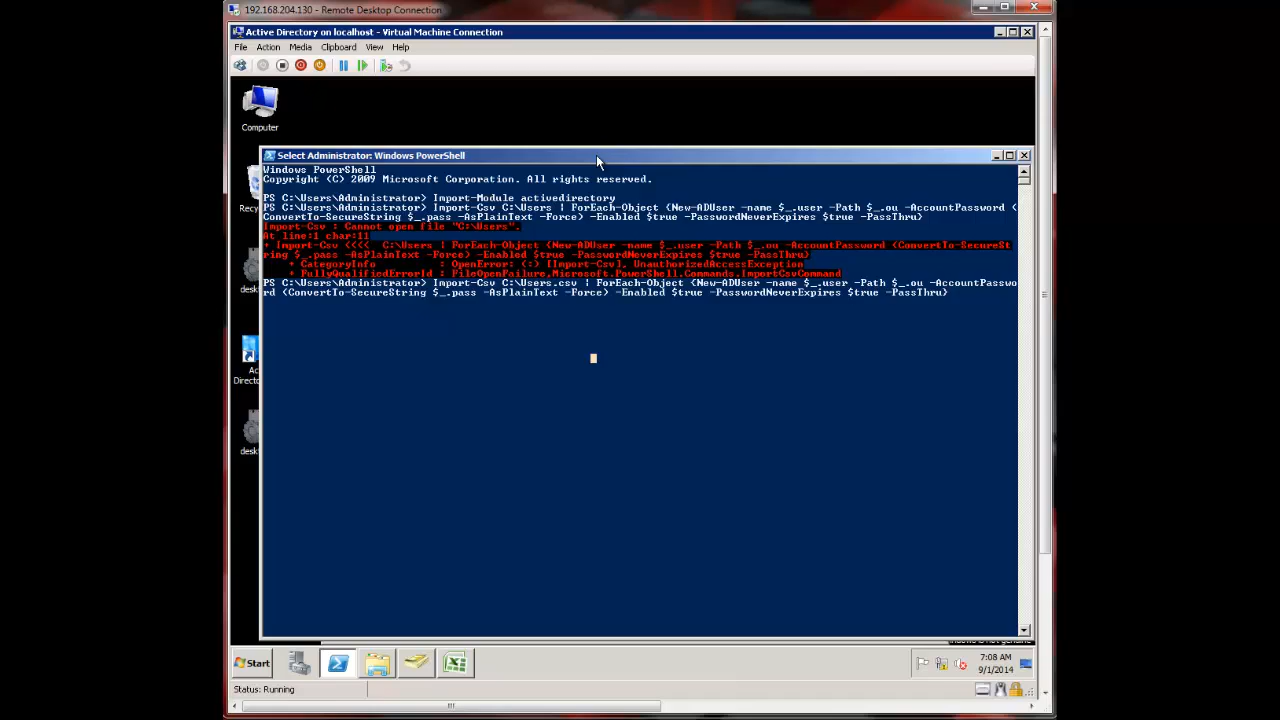 192.168.204.130 - Remote Desktop Connection
Active Directory on localhost - Virtual Machine Connection
File Action Media Clipboard View Help
Computer
Select Administrator: Windows PowerShell
Windows PowerShell
Copyright (C) 2009 Microsoft Corporation. All rights reserved.
PS C:\Users\Administrator> Import-Module activedirectory
PS C:\Users\Administrator> Import-Csv C:\Users | ForEach-Object {New-ADUser -name $_.user -Path $_.ou -AccountPassword (
ConvertTo-SecureString $_.pass -AsPlainText -Force) -Enabled $true -PasswordNeverExpires $true -PassThru}
Import-Csv : Cannot open file "C:\Users".
At line:1 char:11
+ Import-Csv <<<<  C:\Users | ForEach-Object {New-ADUser -name $_.user -Path $_.ou -AccountPassword (ConvertTo-SecureSt
ring $_.pass -AsPlainText -Force) -Enabled $true -PasswordNeverExpires $true -PassThru}
+ CategoryInfo : OpenError: (:) [Import-Csv], UnauthorizedAccessException
+ FullyQualifiedErrorId : FileOpenFailure,Microsoft.PowerShell.Commands.ImportCsvCommand
PS C:\Users\Administrator> Import-Csv C:\Users.csv | ForEach-Object {New-ADUser -name $_.user -Path $_.ou -AccountPasswo
rd (ConvertTo-SecureString $_.pass -AsPlainText -Force) -Enabled $true -PasswordNeverExpires $true -PassThru}
Recyc
desk
Ac
Directo
desk
Start
7:08 AM
9/1/2014
Status: Running